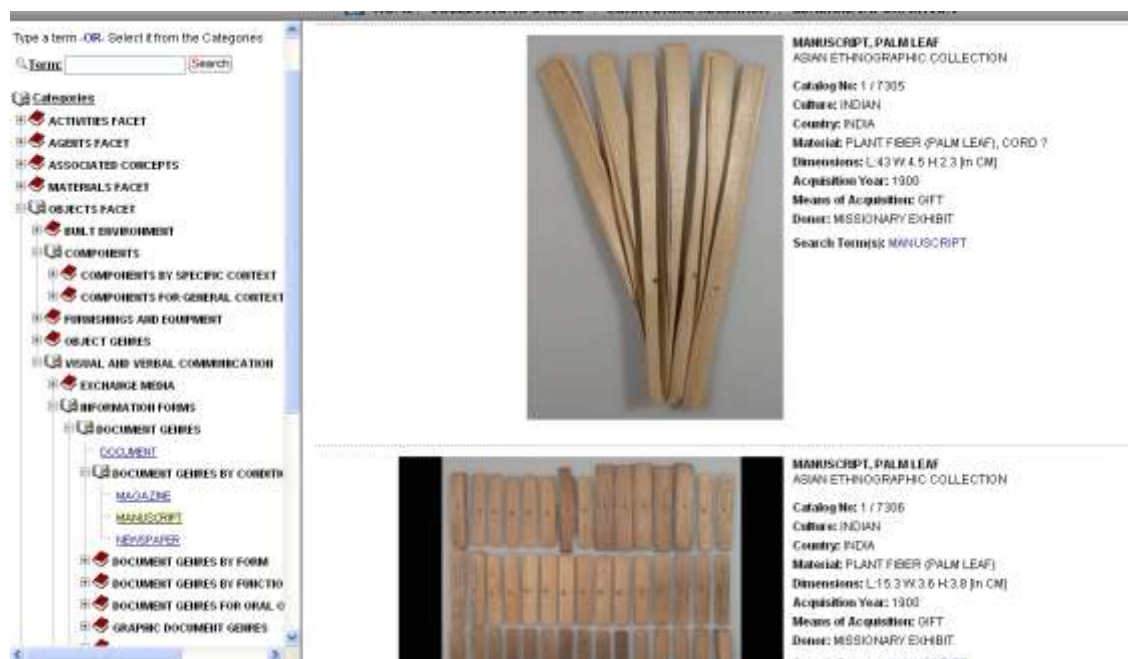 Type a term -OR- Select it from the Categories
Term: Search
Categories
ACTIVITIES FACET
AGENTS FACET
ASSOCIATED CONCEPTS
MATERIALS FACET
OBJECTS FACET
BUILT ENVIRONMENT
COMPONENTS
COMPONENTS BY SPECIFIC CONTEXT
COMPONENTS FOR GENERAL CONTEXT
FURNISHINGS AND EQUIPMENT
OBJECT GENRES
VISUAL AND VERBAL COMMUNICATION
EXCHANGE MEDIA
INFORMATION FORMS
DOCUMENT GENRES
DOCUMENT
DOCUMENT GENRES BY CONDITI
MAGAZINE
MANUSCRIPT
NEWSPAPER
DOCUMENT GENRES BY FORM
DOCUMENT GENRES BY FUNCTIO
DOCUMENT GENRES FOR ORAL O
GRAPHIC DOCUMENT GENRES
MANUSCRIPT, PALM LEAF
ASIAN ETHNOGRAPHIC COLLECTION
Catalog No: 1 / 7305
Culture: INDIAN
Country: INDIA
Material: PLANT FIBER (PALM LEAF), CORD ?
Dimensions: L:43 W:4.5 H:2.3 [in CM]
Acquisition Year: 1900
Means of Acquisition: GIFT
Donor: MISSIONARY EXHIBIT
Search Term(s): MANUSCRIPT
MANUSCRIPT, PALM LEAF
ASIAN ETHNOGRAPHIC COLLECTION
Catalog No: 1 / 7306
Culture: INDIAN
Country: INDIA
Material: PLANT FIBER (PALM LEAF)
Dimensions: L:15.3 W:3.6 H:3.8 [in CM]
Acquisition Year: 1900
Means of Acquisition: GIFT
Donor: MISSIONARY EXHIBIT